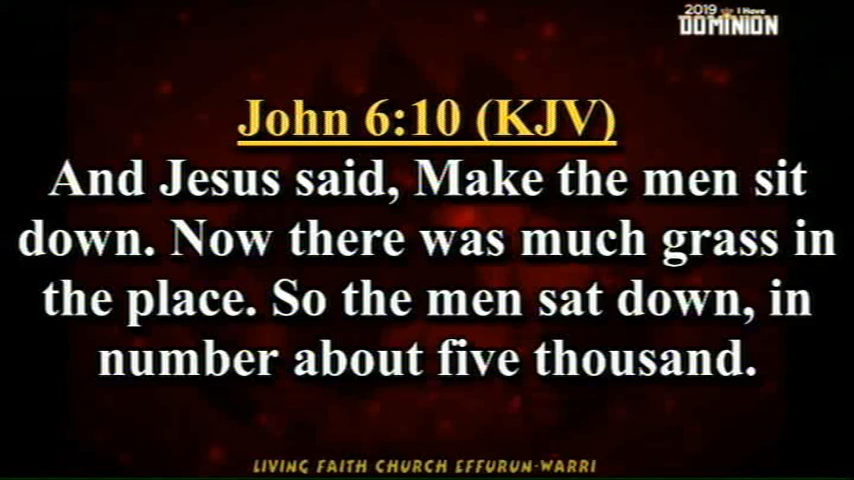 2019 I Have
DOMINION
John 6:10 (KJV)
And Jesus said, Make the men sit
down. Now there was much grass in
the place. So the men sat down, in
number about five thousand.
LIVING FAITH CHURCH EFFURUN-WARRI